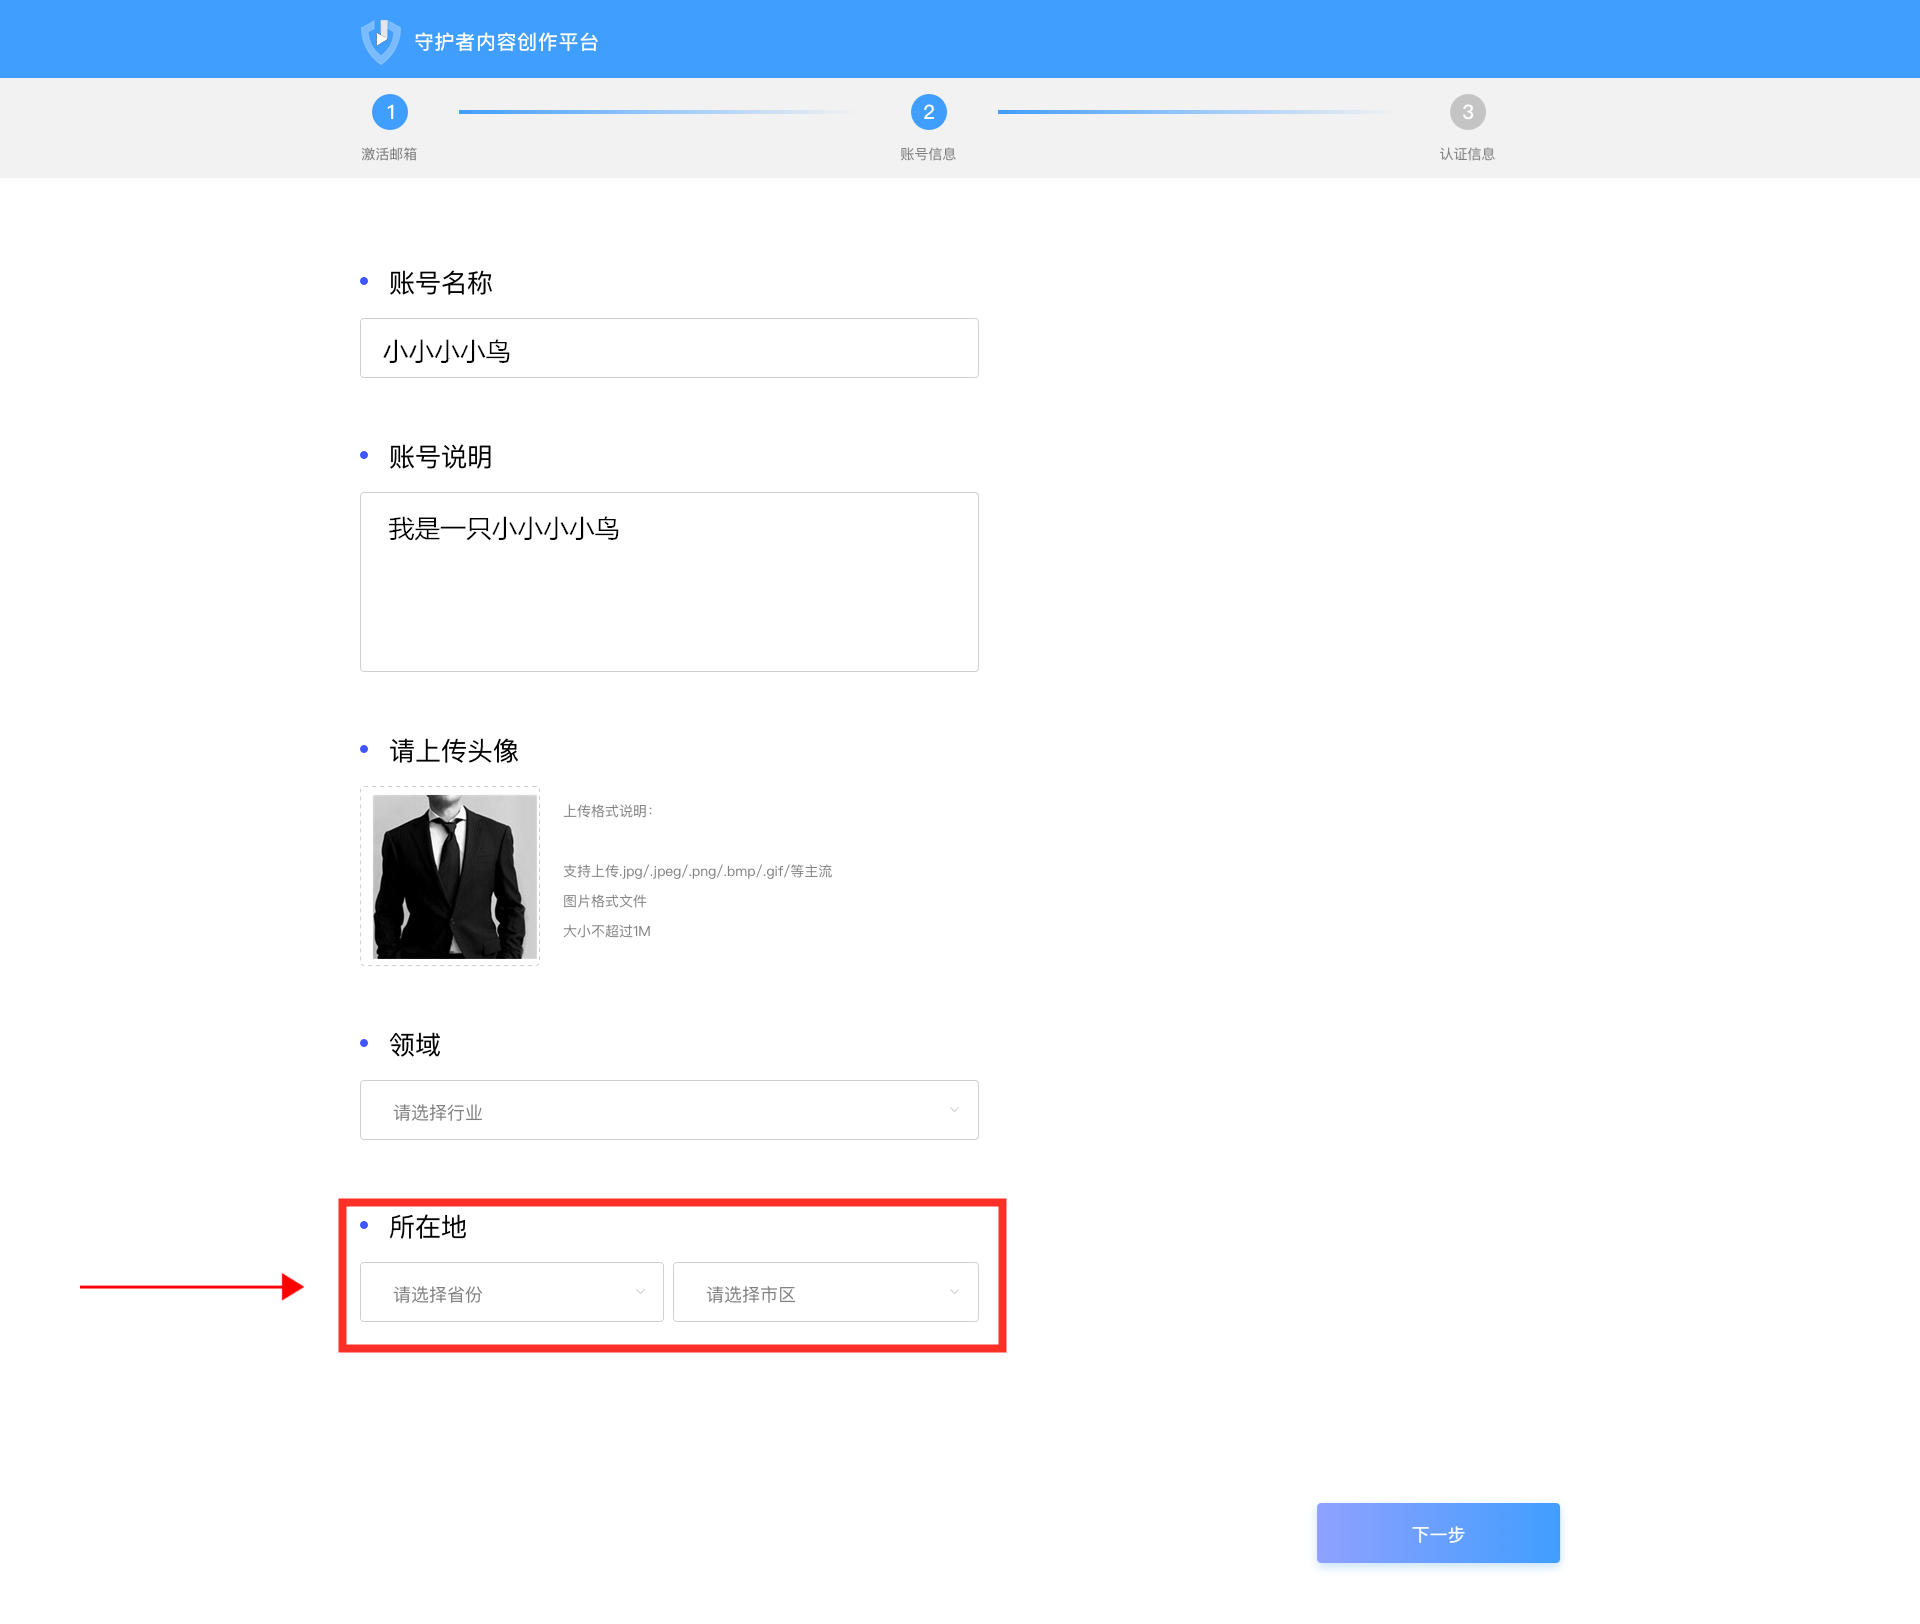 守护者内容创作平台
1
2
3
激活邮箱
账号信息
认证信息
账号名称
小小小小鸟
账号说明
我是一只小小小小鸟
请上传头像
上传格式说明：
支持上传.jpg/.jpeg/.png/.bmp/.gif/等主流
图片格式文件
大小不超过1M
领域
请选择行业
所在地
请选择省份
请选择市区
下一步